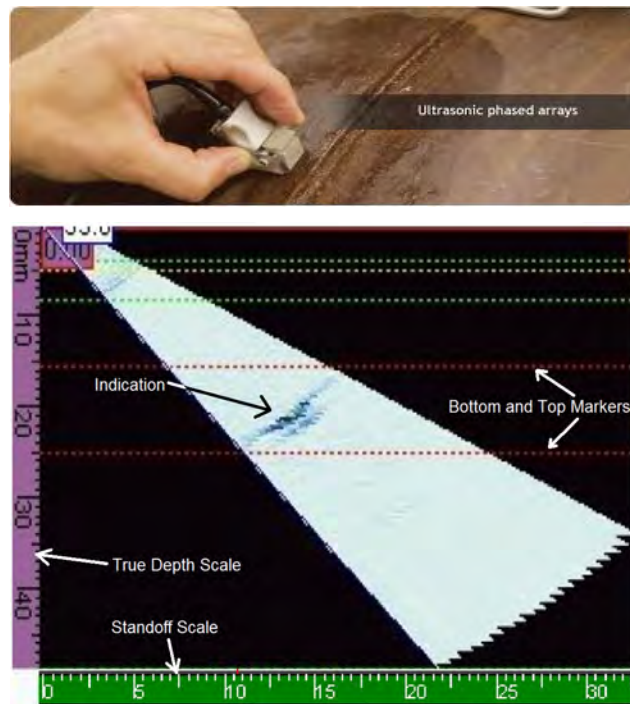 Ultrasonic phased arrays
0mm
10
20
30
40
Indication
Bottom and Top Markers
True Depth Scale
Standoff Scale
0 5 10 15 20 25 30